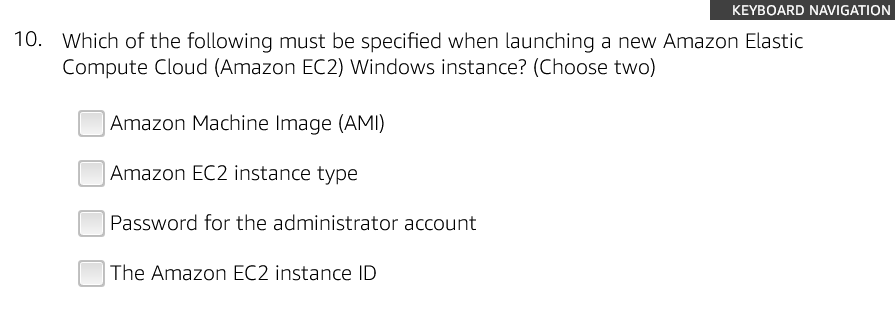 KEYBOARD NAVIGATION
10. Which of the following must be specified when launching a new Amazon Elastic
Compute Cloud (Amazon EC2) Windows instance? (Choose two)
Amazon Machine Image (AMI)
Amazon EC2 instance type
Password for the administrator account
The Amazon EC2 instance ID